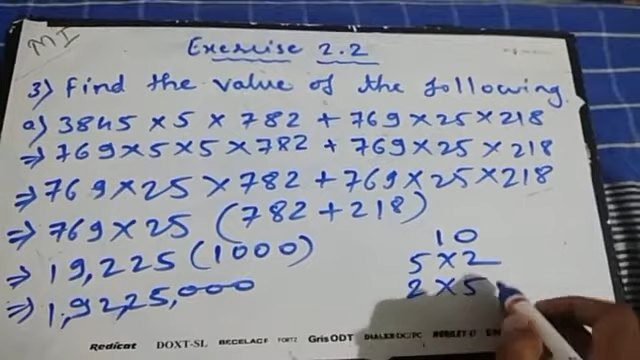 MI
Exercise 2.2
3) Find the value of the following.
a) 3845 × 5 × 782 + 769 × 25 × 218
⇒ 769 × 5 × 5 × 782 + 769 × 25 × 218
⇒ 769 × 25 × 782 + 769 × 25 × 218
⇒ 769 × 25 (782 + 218)
⇒ 19,225 (1000)
⇒ 1,9225,000
10
5 × 2
2 × 5
Redicat DOXT-SL BECELAC GrisODT